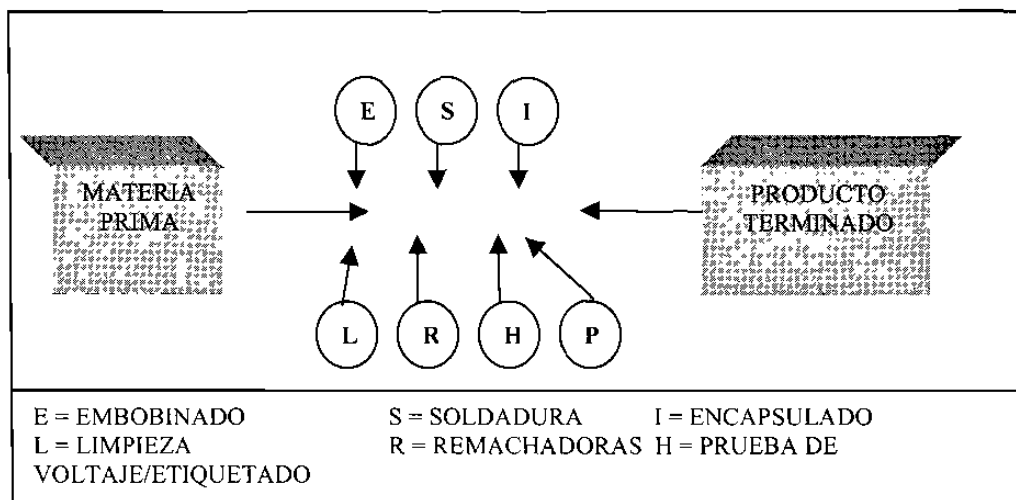 E S I
MATERIA
PRIMA
PRODUCTO
TERMINADO
L R H P
E = EMBOBINADO S = SOLDADURA I = ENCAPSULADO
L = LIMPIEZA R = REMACHADORAS H = PRUEBA DE
VOLTAJE/ETIQUETADO